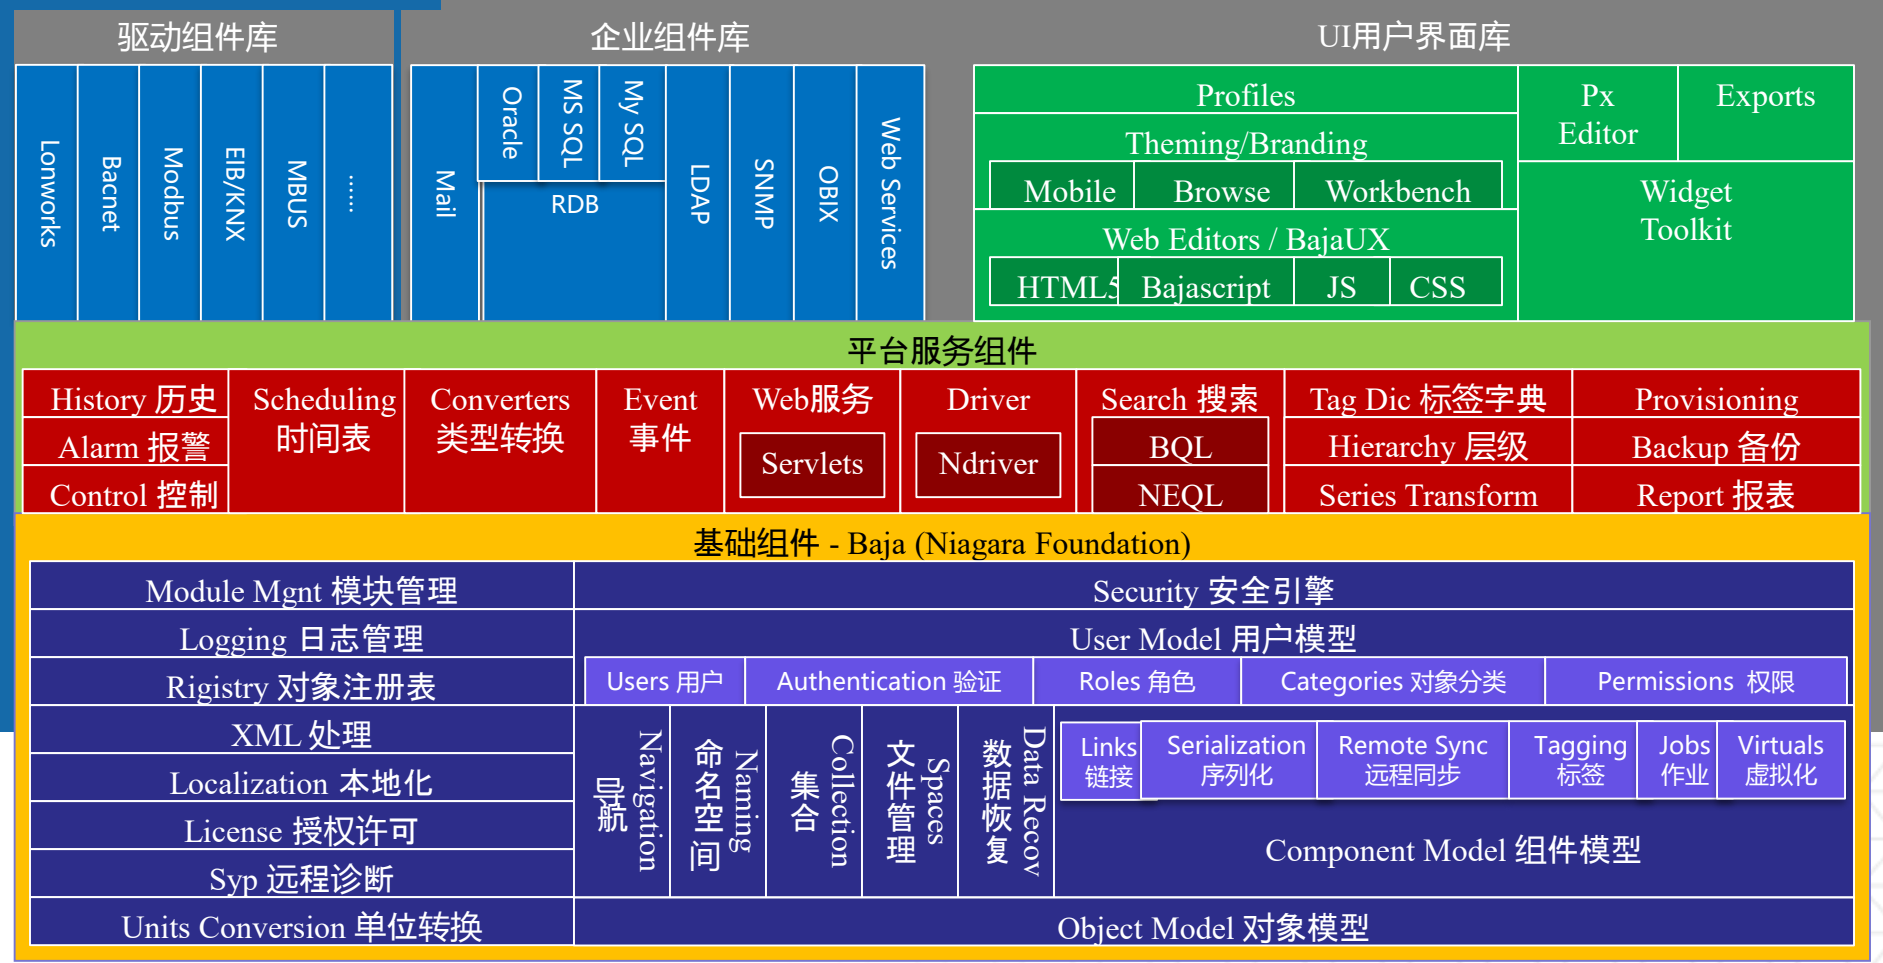 驱动组件库
Lonworks
Bacnet
Modbus
EIB/KNX
MBUS
......
企业组件库
Mail
Oracle
MS SQL
My SQL
RDB
LDAP
SNMP
OBIX
Web Services
UI用户界面库
Profiles
Theming/Branding
Mobile
Browse
Workbench
Web Editors / BajaUX
HTML5
Bajascript
JS
CSS
Px
Editor
Exports
Widget
Toolkit
平台服务组件
History 历史
Alarm 报警
Control 控制
Scheduling
时间表
Converters
类型转换
Event
事件
Web服务
Servlets
Driver
Ndriver
Search 搜索
BQL
NEQL
Tag Dic 标签字典
Hierarchy 层级
Series Transform
Provisioning
Backup 备份
Report 报表
基础组件 - Baja (Niagara Foundation)
Module Mgnt 模块管理
Logging 日志管理
Rigistry 对象注册表
XML 处理
Localization 本地化
License 授权许可
Syp 远程诊断
Units Conversion 单位转换
Security 安全引擎
User Model 用户模型
Users 用户
Authentication 验证
Roles 角色
Categories 对象分类
Permissions 权限
Navigation
导航
Naming
命名空间
Collection
集合
Spaces
文件管理
Data Recov
数据恢复
Links
链接
Serialization
序列化
Remote Sync
远程同步
Tagging
标签
Jobs
作业
Virtuals
虚拟化
Component Model 组件模型
Object Model 对象模型